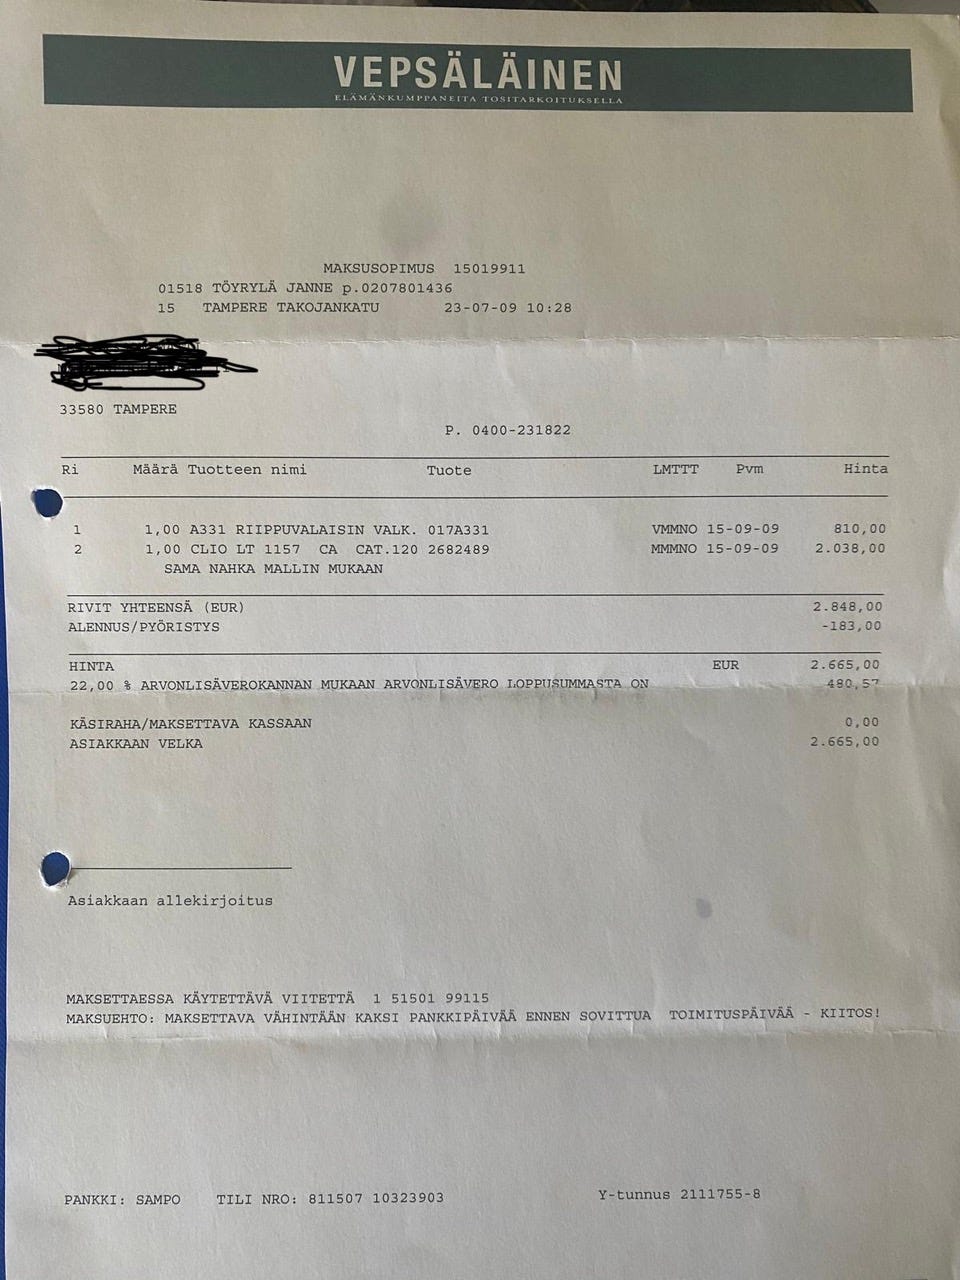 VEPSÄLÄINEN
ELÄMÄNKUMPPANEITA TOSITARKOITUKSELLA
MAKSUSOPIMUS 15019911
01518 TÖYRYLÄ JANNE p.0207801436
15 TAMPERE TAKOJANKATU 23-07-09 10:28
33580 TAMPERE
P. 0400-231822
Ri Määrä Tuotteen nimi Tuote LMTTT Pvm Hinta
1 1,00 A331 RIIPPUVALAISIN VALK. 017A331 VMMNO 15-09-09 810,00
2 1,00 CLIO LT 1157 CA CAT.120 2682489 MMMNO 15-09-09 2.038,00
SAMA NAHKA MALLIN MUKAAN
RIVIT YHTEENSÄ (EUR) 2.848,00
ALENNUS/PYÖRISTYS -183,00
HINTA EUR 2.665,00
22,00 % ARVONLISÄVEROKANNAN MUKAAN ARVONLISÄVERO LOPPUSUMMASTA ON 480,57
KÄSIRAHA/MAKSETTAVA KASSAAN 0,00
ASIAKKAAN VELKA 2.665,00
Asiakkaan allekirjoitus
MAKSETTAESSA KÄYTETTÄVÄ VIITETTÄ 1 51501 99115
MAKSUEHTO: MAKSETTAVA VÄHINTÄÄN KAKSI PANKKIPÄIVÄÄ ENNEN SOVITTUA TOIMITUSPÄIVÄÄ - KIITOS!
PANKKI: SAMPO TILI NRO: 811507 10323903 Y-tunnus 2111755-8